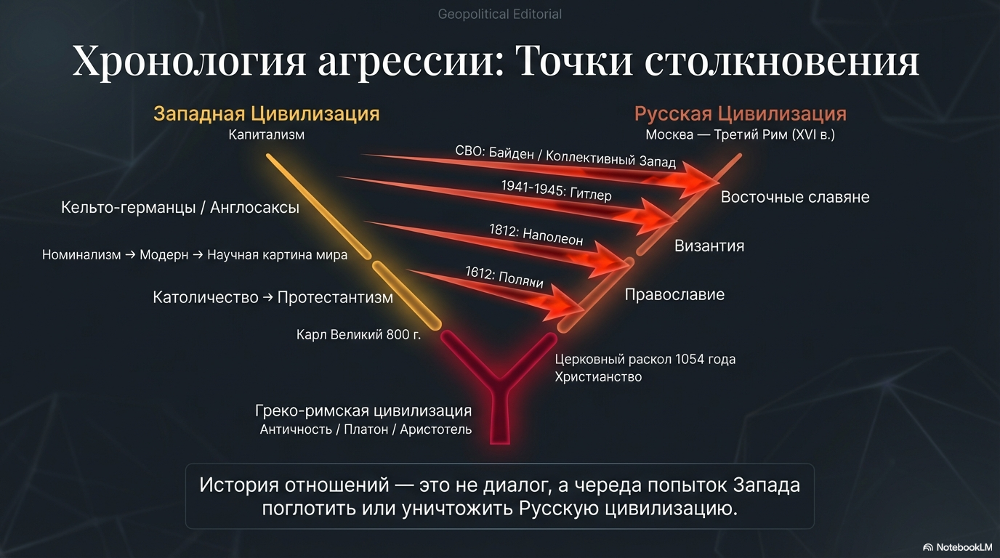 Geopolitical Editorial
Хронология агрессии: Точки столкновения
Западная Цивилизация
Капитализм
Русская Цивилизация
Москва — Третий Рим (XVI в.)
СВО: Байден / Коллективный Запад
1941-1945: Гитлер
1812: Наполеон
1612: Поляки
Кельто-германцы / Англосаксы
Номинализм → Модерн → Научная картина мира
Католичество → Протестантизм
Карл Великий 800 г.
Восточные славяне
Византия
Православие
Церковный раскол 1054 года
Христианство
Греко-римская цивилизация
Античность / Платон / Аристотель
История отношений — это не диалог, а череда попыток Запада
поглотить или уничтожить Русскую цивилизацию.
NotebookLM